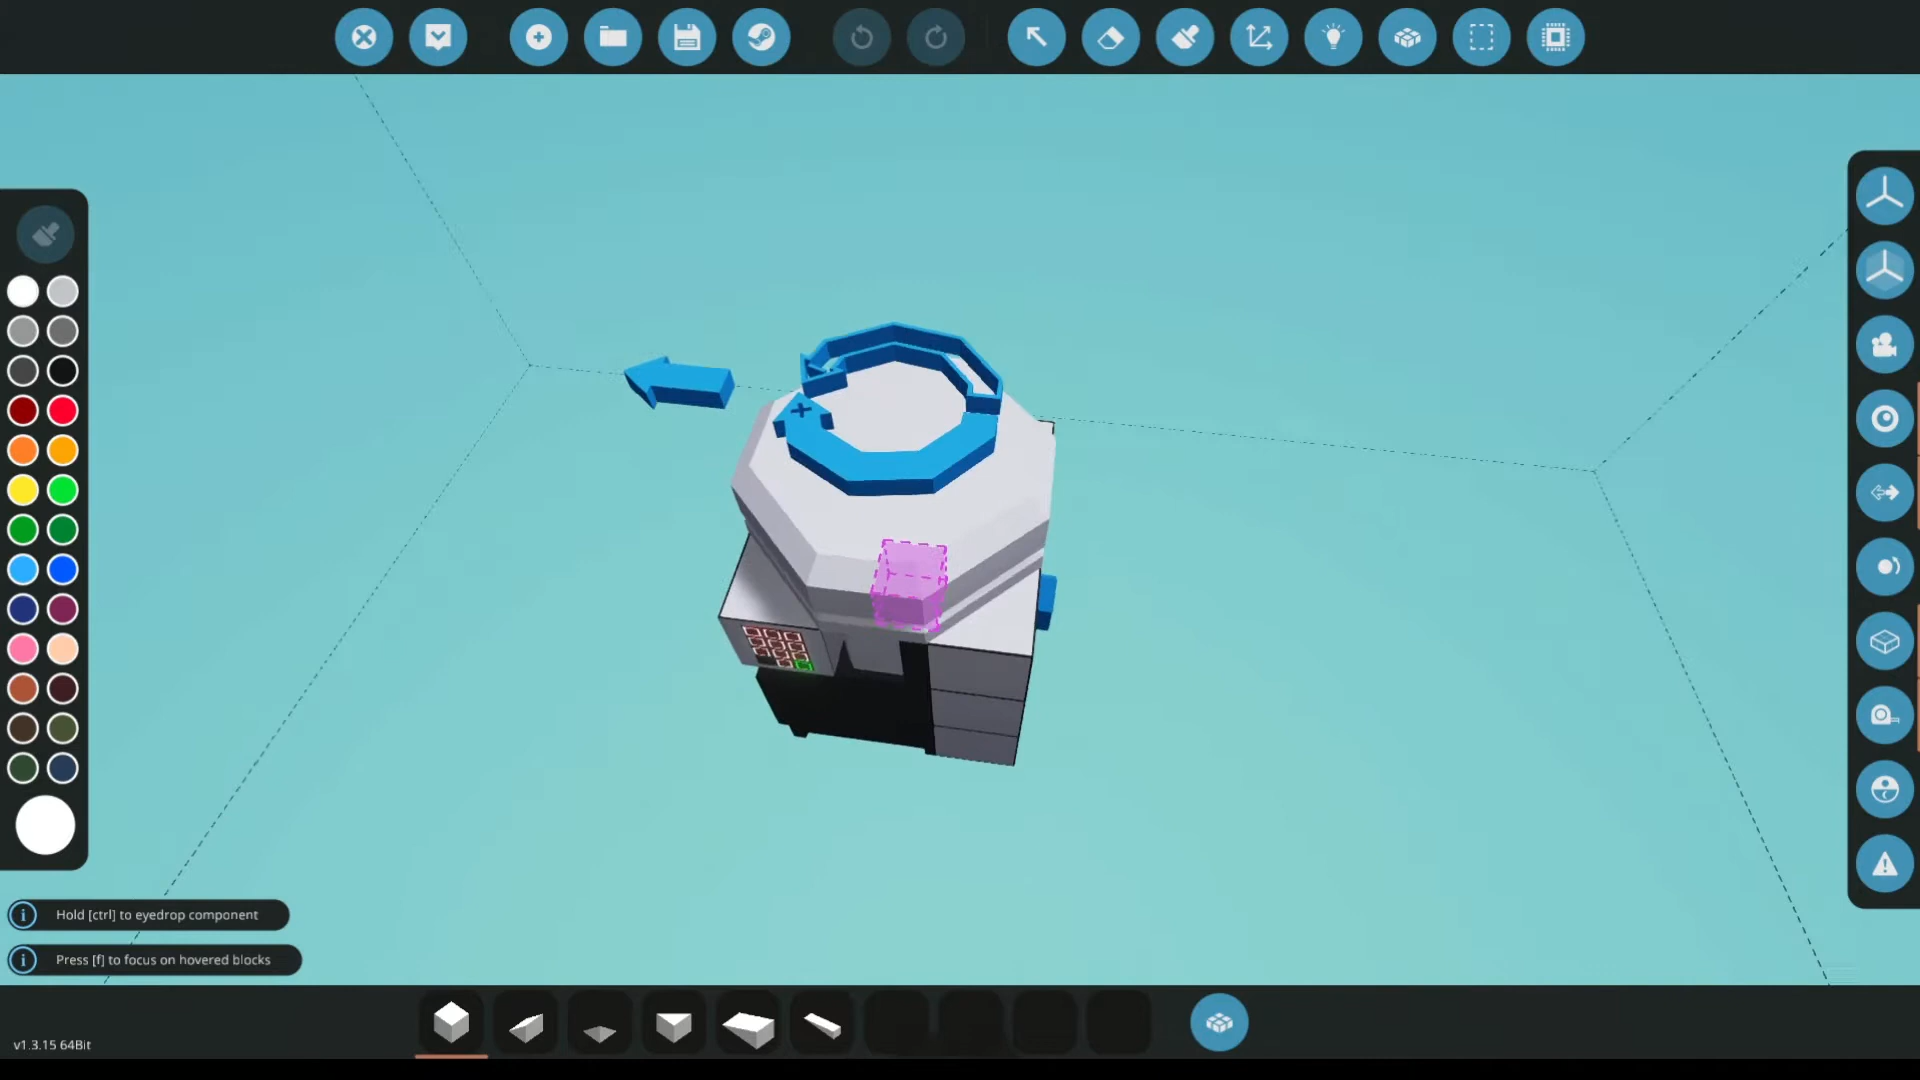 Hold [ctrl] to eyedrop component
Press [f] to focus on hovered blocks
v1.3.15 64Bit